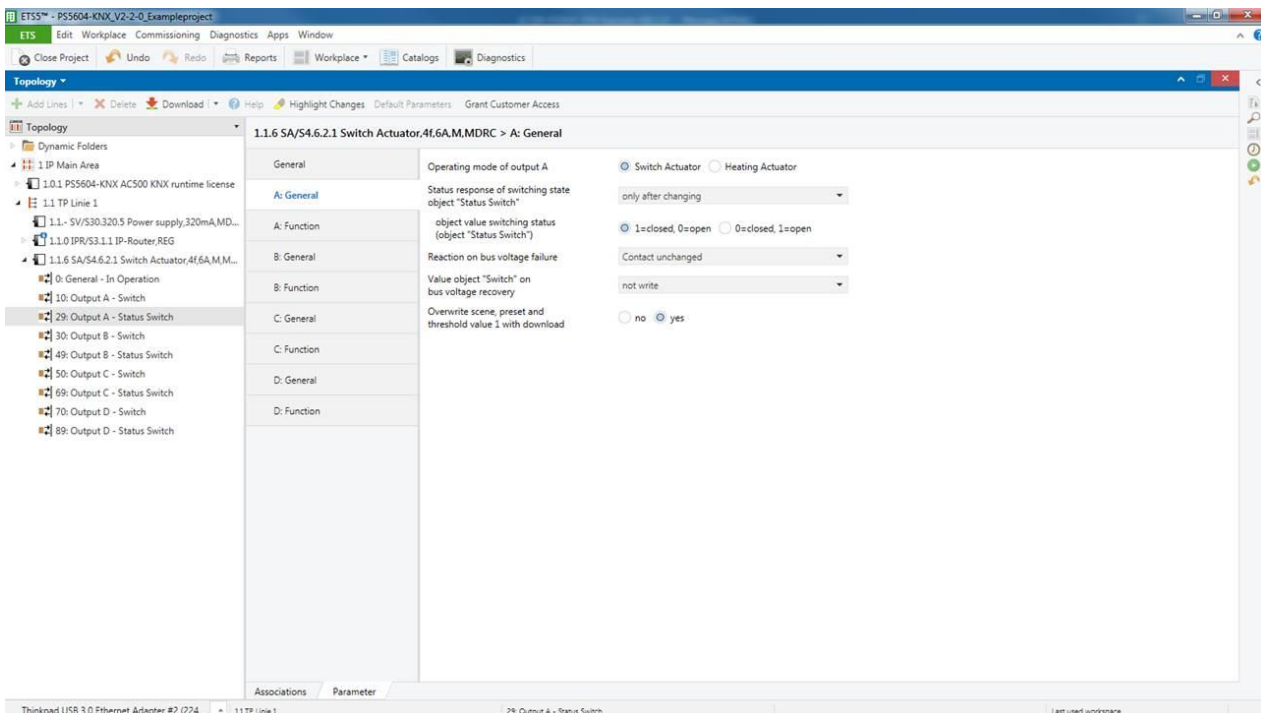 ETS5™ - PS5604-KNX_V2-2-0_Exampleproject
ETS Edit Workplace Commissioning Diagnostics Apps Window
Close Project Undo Redo Reports Workplace Catalogs Diagnostics
Topology
Add Lines Delete Download Help Highlight Changes Default Parameters Grant Customer Access
Topology
Dynamic Folders
1 IP Main Area
1.0.1 PS5604-KNX AC500 KNX runtime license
1.1 TP Linie 1
1.1.- SV/S30.320.5 Power supply,320mA,MD...
1.1.0 IPR/S3.1.1 IP-Router,REG
1.1.6 SA/S4.6.2.1 Switch Actuator,4f,6A,M,M...
0: General - In Operation
10: Output A - Switch
29: Output A - Status Switch
30: Output B - Switch
49: Output B - Status Switch
50: Output C - Switch
69: Output C - Status Switch
70: Output D - Switch
89: Output D - Status Switch
1.1.6 SA/S4.6.2.1 Switch Actuator,4f,6A,M,MDRC > A: General
General
A: General
A: Function
B: General
B: Function
C: General
C: Function
D: General
D: Function
Operating mode of output A Switch Actuator Heating Actuator
Status response of switching state
object "Status Switch" only after changing
object value switching status
(object "Status Switch") 1=closed, 0=open 0=closed, 1=open
Reaction on bus voltage failure Contact unchanged
Value object "Switch" on
bus voltage recovery not write
Overwrite scene, preset and
threshold value 1 with download no yes
Associations Parameter
Thinkpad USB 3.0 Ethernet Adapter #2 (224 1.1 TP Linie 1 29: Output A - Status Switch Last used workspace